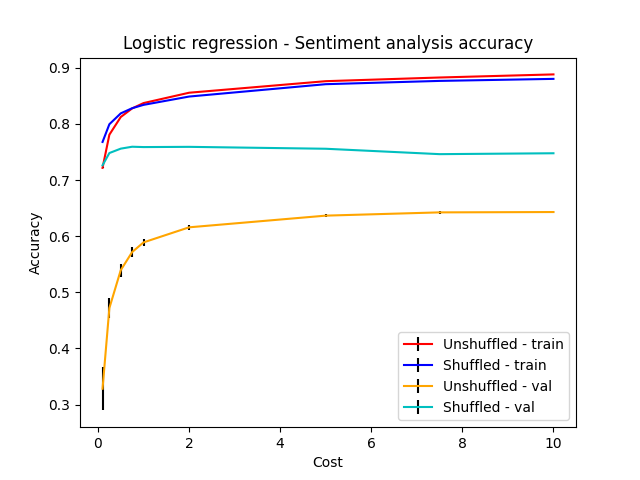 Logistic regression - Sentiment analysis accuracy
0.9
0.8
0.7
0.6
0.5
0.4
0.3
Accuracy
Unshuffled - train
Shuffled - train
Unshuffled - val
Shuffled - val
0 2 4 6 8 10
Cost